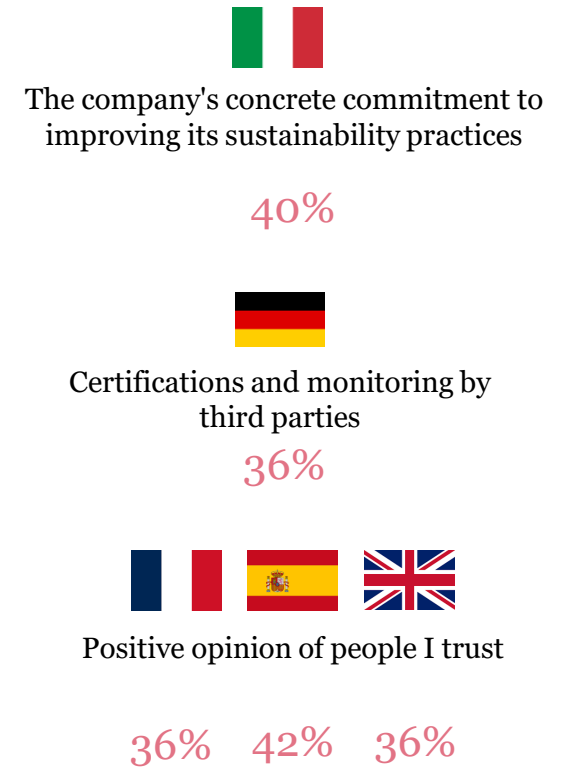 The company's concrete commitment to
improving its sustainability practices
40%
Certifications and monitoring by
third parties
36%
Positive opinion of people I trust
36% 42% 36%